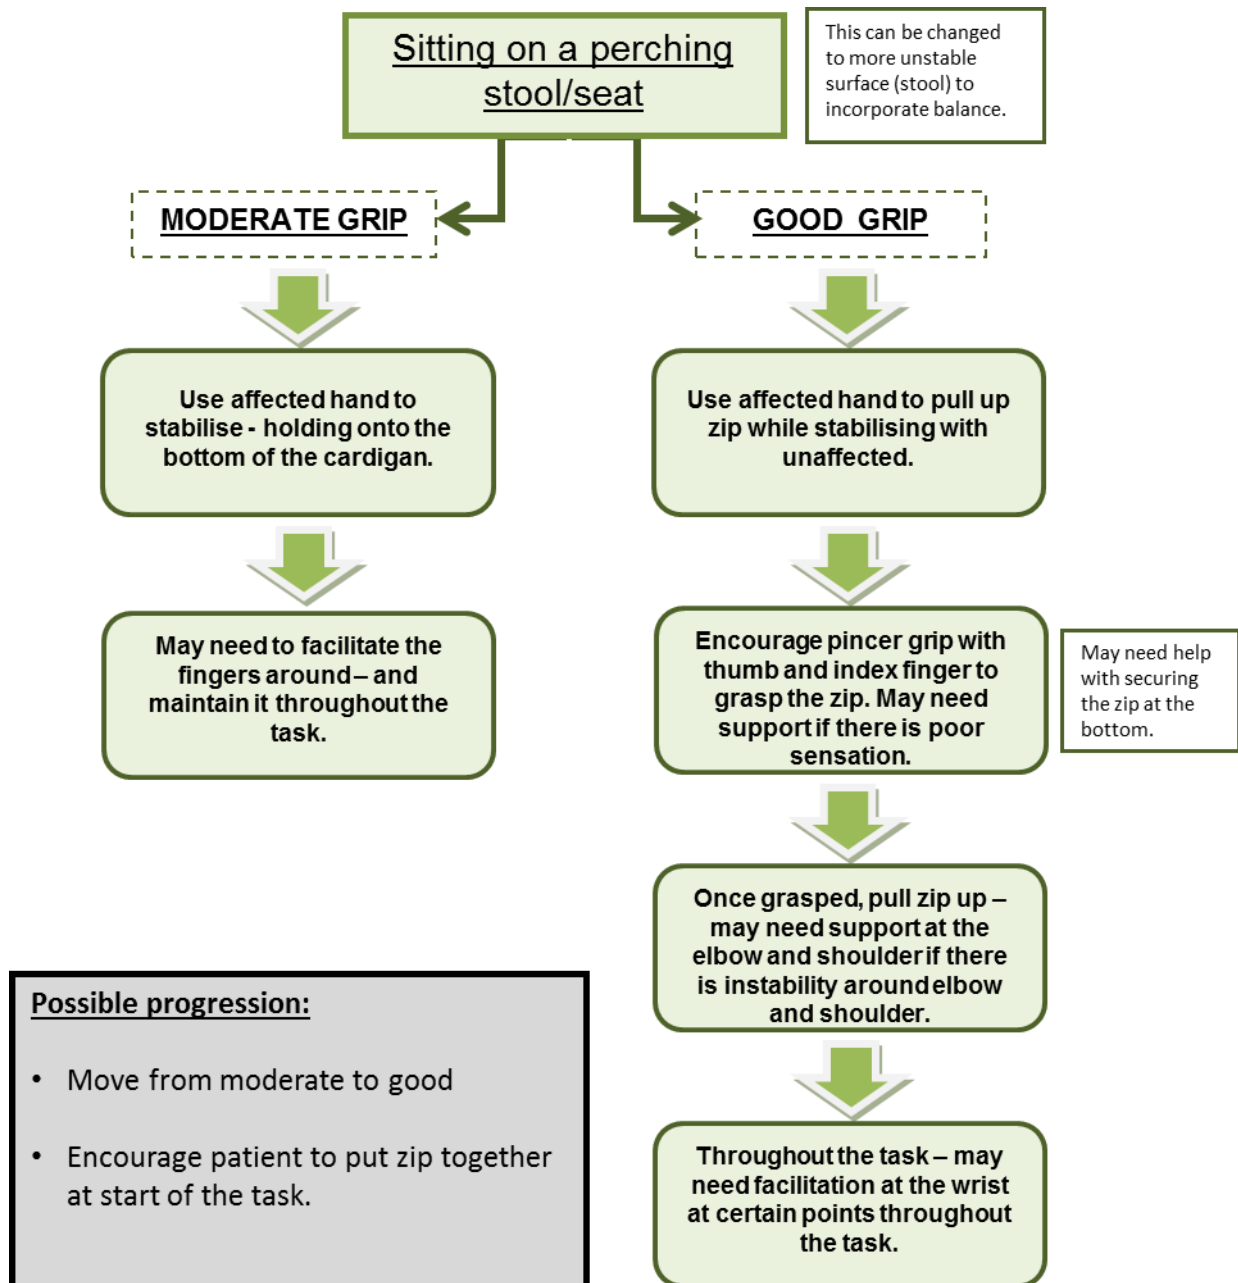 Sitting on a perching
stool/seat
This can be changed
to more unstable
surface (stool) to
incorporate balance.
MODERATE GRIP
GOOD GRIP
Use affected hand to
stabilise - holding onto the
bottom of the cardigan.
Use affected hand to pull up
zip while stabilising with
unaffected.
May need to facilitate the
fingers around – and
maintain it throughout the
task.
Encourage pincer grip with
thumb and index finger to
grasp the zip. May need
support if there is poor
sensation.
May need help
with securing
the zip at the
bottom.
Once grasped, pull zip up –
may need support at the
elbow and shoulder if there
is instability around elbow
and shoulder.
Possible progression:
• Move from moderate to good
• Encourage patient to put zip together
at start of the task.
Throughout the task – may
need facilitation at the wrist
at certain points throughout
the task.